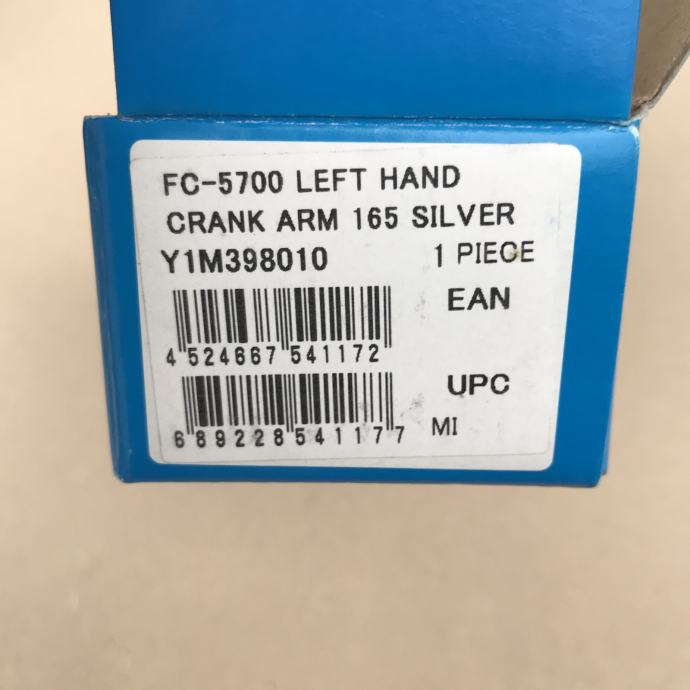 FC-5700 LEFT HAND
CRANK ARM 165 SILVER
Y1M398010 1 PIECE
EAN
4 524667 541172
UPC
6 89228 54117 7
MI